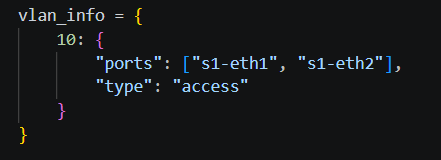 vlan_info = {
    10: {
        "ports": ["s1-eth1", "s1-eth2"],
        "type": "access"
    }
}